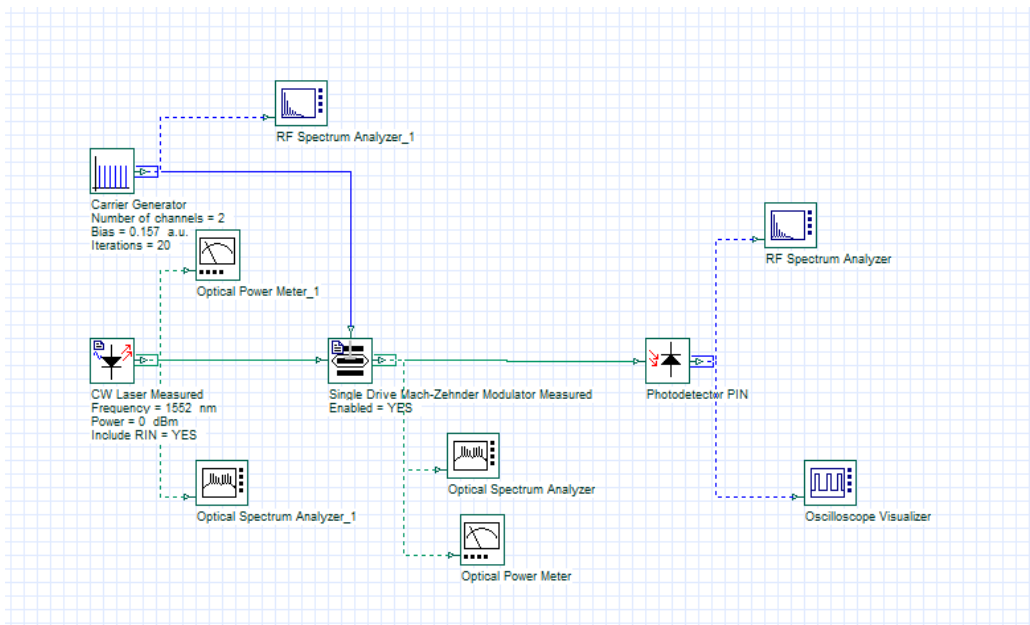 RF Spectrum Analyzer_1
Carrier Generator
Number of channels = 2
Bias = 0.157 a.u.
Iterations = 20
Optical Power Meter_1
RF Spectrum Analyzer
CW Laser Measured
Frequency = 1552 nm
Power = 0 dBm
Include RIN = YES
Single Drive Mach-Zehnder Modulator Measured
Enabled = YES
Photodetector PIN
Optical Spectrum Analyzer
Optical Spectrum Analyzer_1
Oscilloscope Visualizer
Optical Power Meter